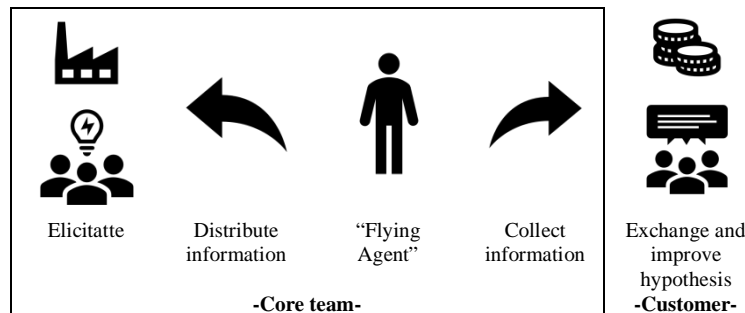 Elicitatte
Distribute
information
“Flying
Agent”
Collect
information
Exchange and
improve
hypothesis
-Core team-
-Customer-